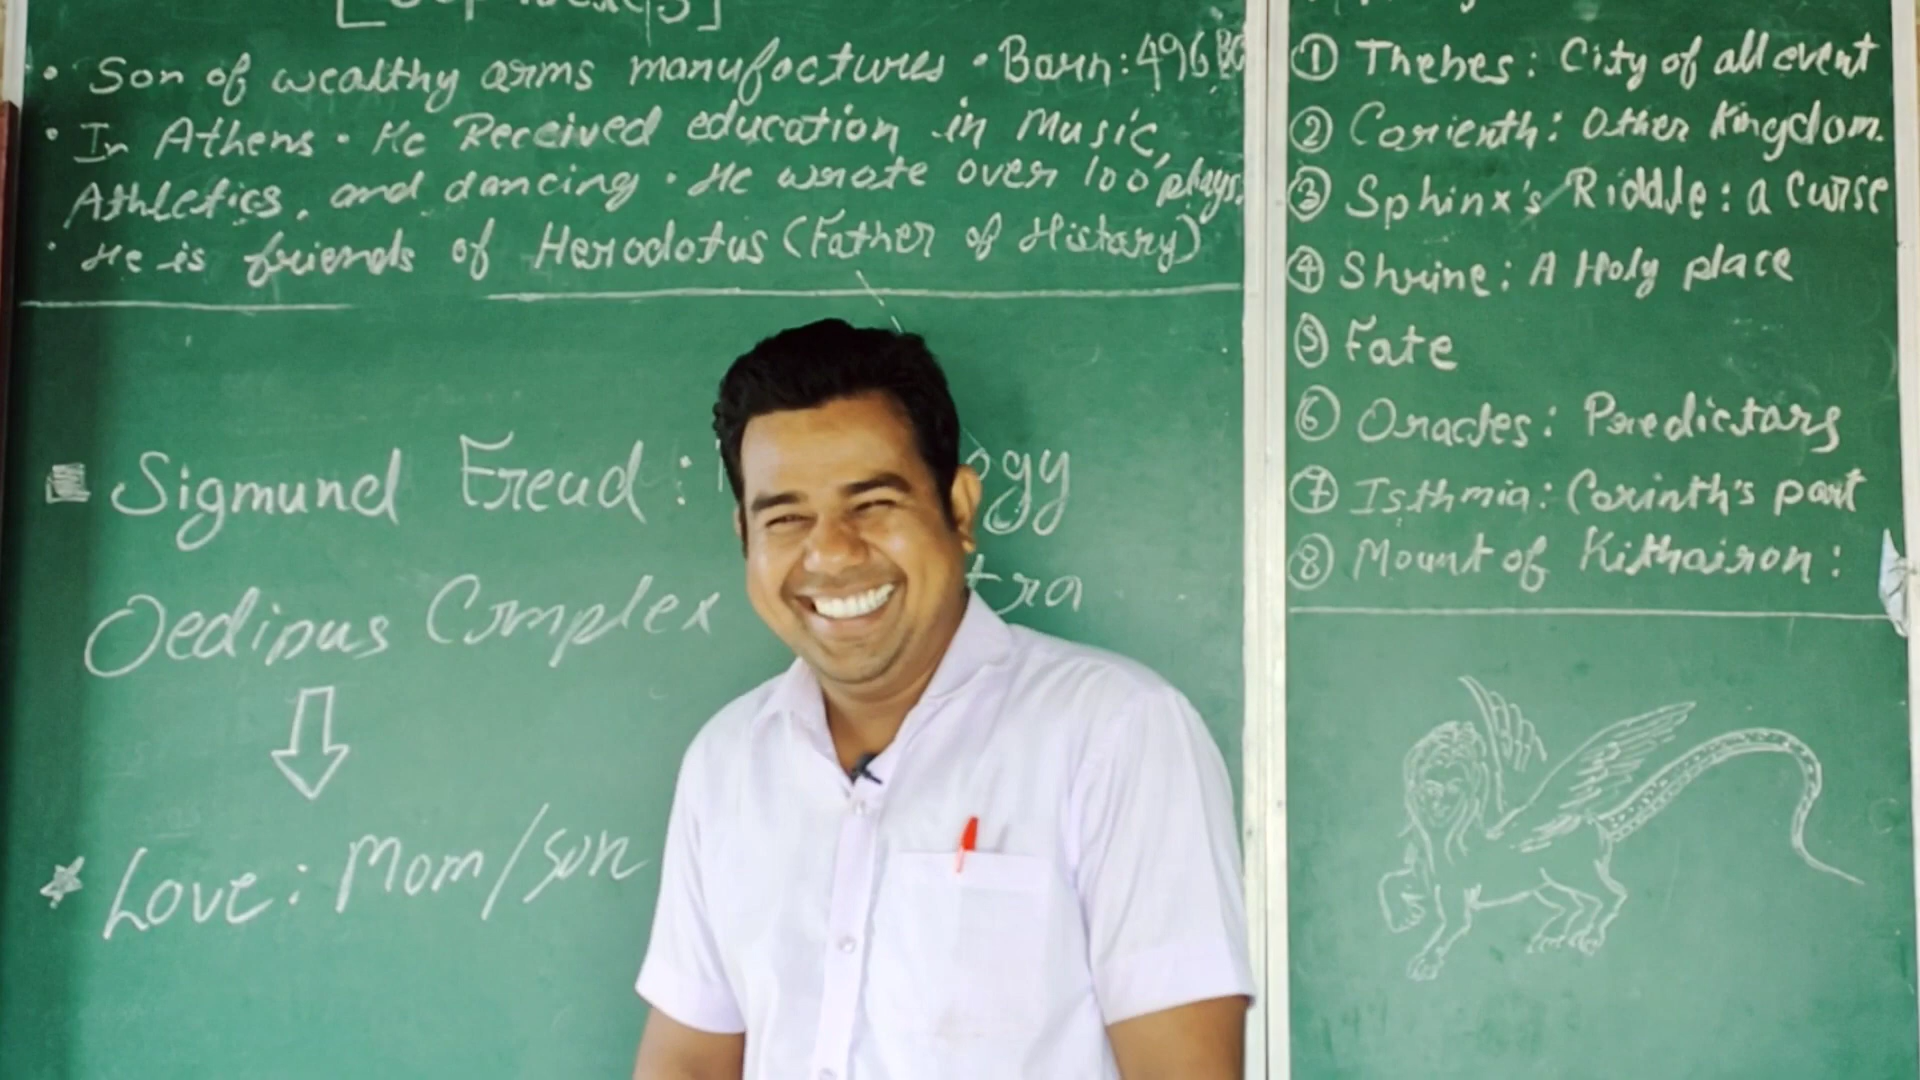 • Son of wealthy arms manufactures • Born: 496 BC
• In Athens • He Received education in Music,
Athletics, and dancing • He wrote over 100 plays.
• He is friends of Herodotus (Father of History)
Sigmund Freud: ogy
Oedipus Complex tra
Love: Mom/son
① Thebes: City of all event
② Corienth: Other Kingdom.
③ Sphinx's Riddle: a curse
④ Shrine: A Holy place
⑤ Fate
⑥ Oracles: Predictors
⑦ Isthmia: Corinth's part
⑧ Mount of Kithairon: